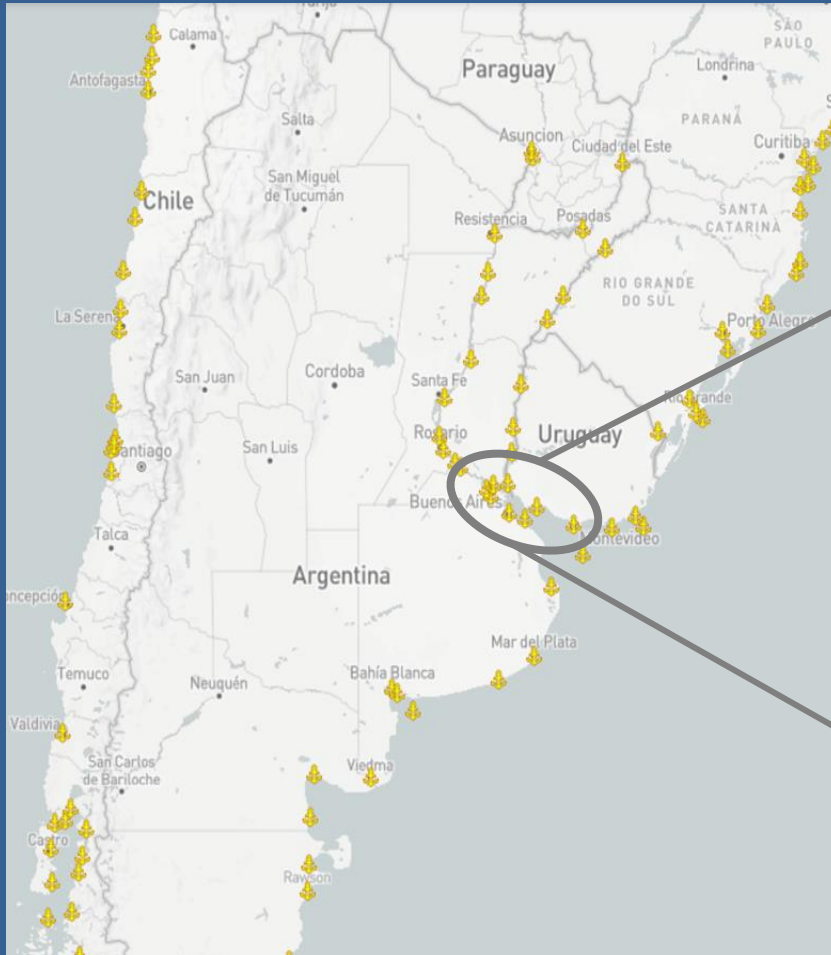 SÃO
PAULO
Calama
Londrina
Paraguay
Antofagasta
PARANÁ
Salta
Asuncion
Ciudad del Este
Curitiba
San Miguel
de Tucumán
Chile
Resistencia
Posadas
SANTA
CATARINA
RIO GRANDE
DO SUL
La Serena
Porto Alegre
San Juan
Cordoba
Santa Fe
Rio Grande
Rosario
Uruguay
Santiago
San Luis
Buenos Aires
Montevideo
Talca
Argentina
oncepción
Mar del Plata
Temuco
Neuquén
Bahía Blanca
Valdivia
San Carlos
de Bariloche
Viedma
Castro
Rawson